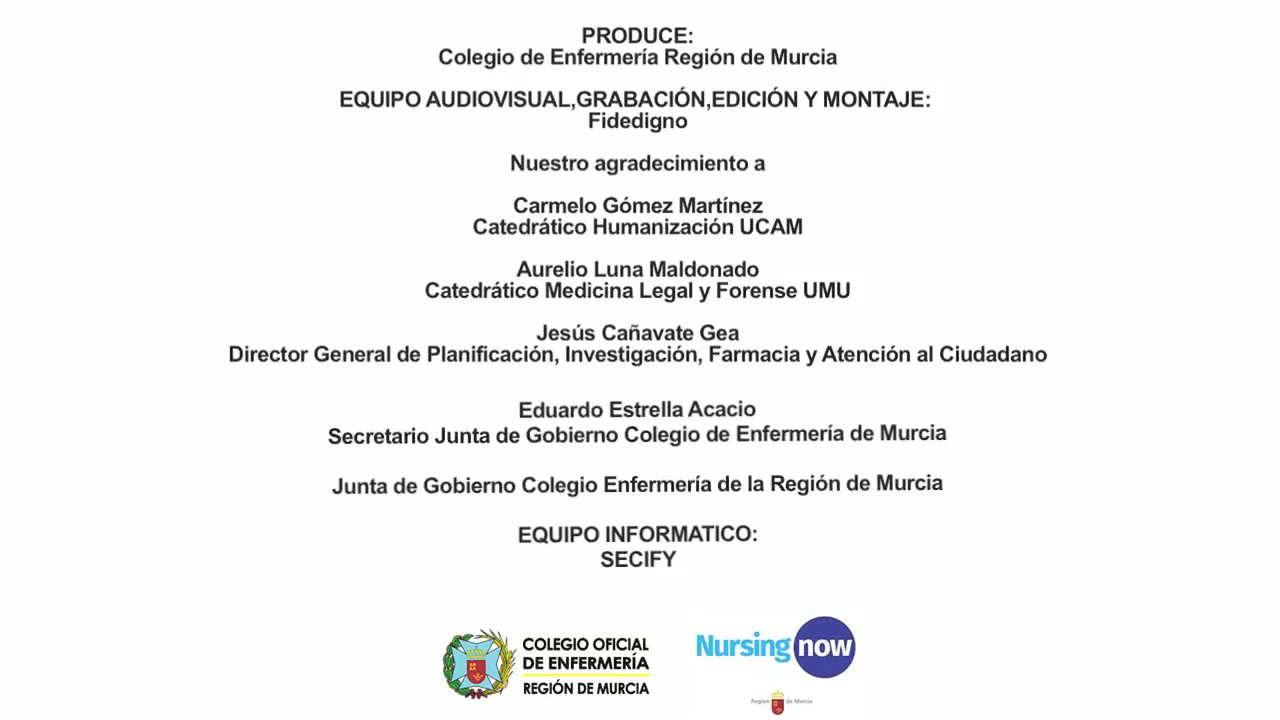 PRODUCE:
Colegio de Enfermería Región de Murcia
EQUIPO AUDIOVISUAL,GRABACIÓN,EDICIÓN Y MONTAJE:
Fidedigno
Nuestro agradecimiento a
Carmelo Gómez Martínez
Catedrático Humanización UCAM
Aurelio Luna Maldonado
Catedrático Medicina Legal y Forense UMU
Jesús Cañavate Gea
Director General de Planificación, Investigación, Farmacia y Atención al Ciudadano
Eduardo Estrella Acacio
Secretario Junta de Gobierno Colegio de Enfermería de Murcia
Junta de Gobierno Colegio Enfermería de la Región de Murcia
EQUIPO INFORMATICO:
SECIFY
COLEGIO OFICIAL
DE ENFERMERÍA
REGIÓN DE MURCIA
Nursing now
Región de Murcia